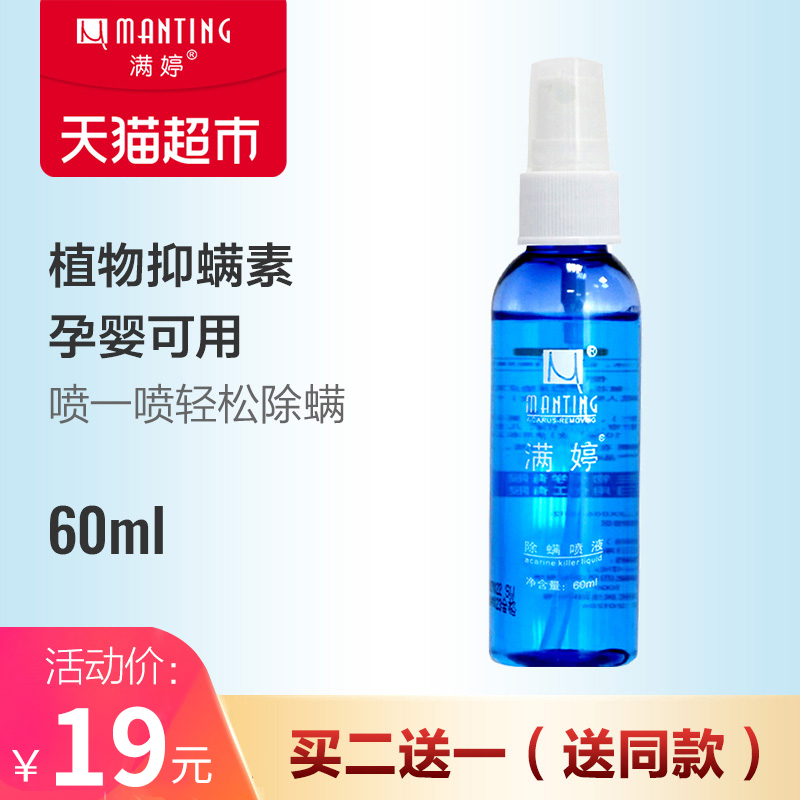 MANTING
满婷®
天猫超市
植物抑螨素
孕婴可用
喷一喷轻松除螨
60ml
®
MANTING
ACARUS-REMOVING
满婷®
除螨喷液
acarine killer liquid
净含量：60ml
活动价：
¥19元
买二送一（送同款）